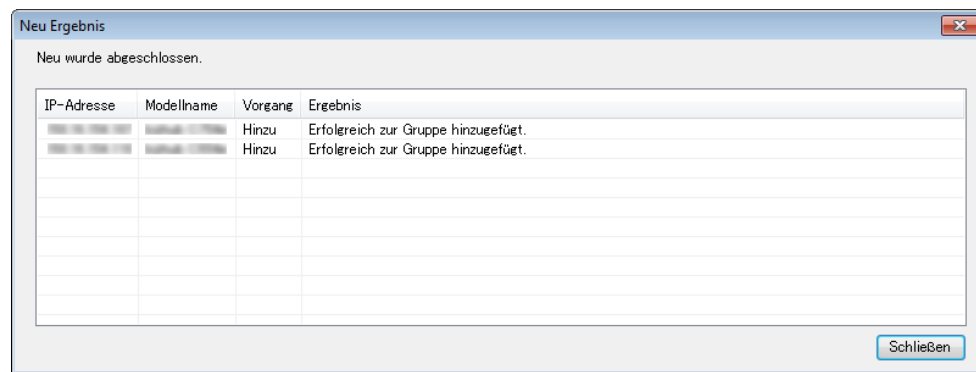 Neu Ergebnis
Neu wurde abgeschlossen.
IP-Adresse Modellname Vorgang Ergebnis
Hinzu Erfolgreich zur Gruppe hinzugefügt.
Hinzu Erfolgreich zur Gruppe hinzugefügt.
Schließen